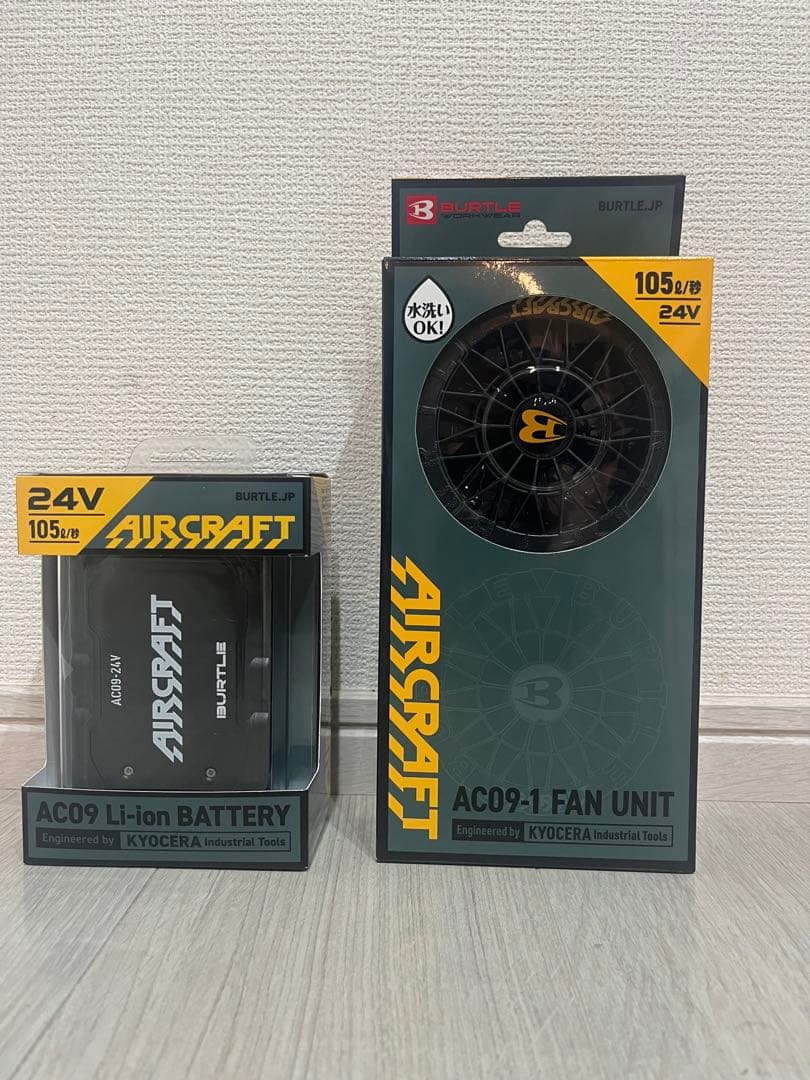 BURTLE
WORKWEAR
BURTLE.JP
105ℓ/秒
24V
水洗い
OK!
AIRCRAFT
B
AIRCRAFT
AC09-1 FAN UNIT
Engineered by KYOCERA Industrial Tools
24V
105ℓ/秒
BURTLE.JP
AIRCRAFT
AC09-24V
AIRCRAFT
BURTLE
AC09 Li-ion BATTERY
Engineered by KYOCERA Industrial Tools